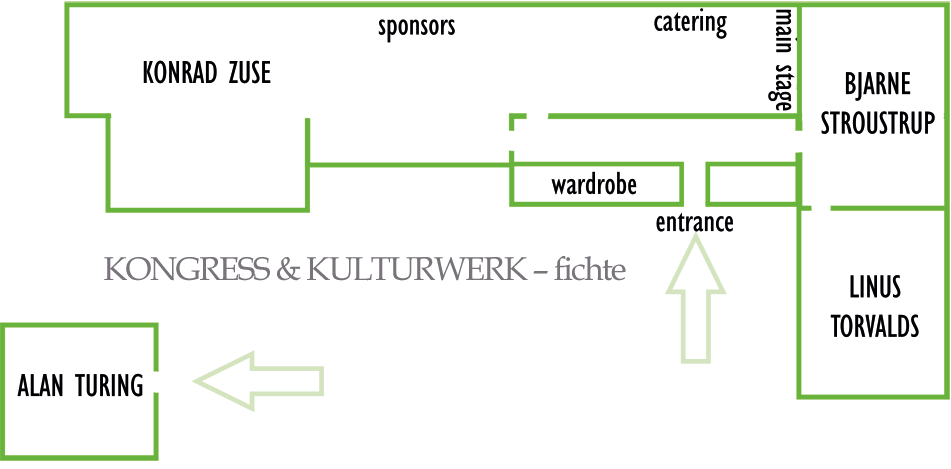 sponsors
catering
main stage
KONRAD ZUSE
BJARNE
STROUSTRUP
wardrobe
entrance
KONGRESS & KULTURWERK – fichte
LINUS
TORVALDS
ALAN TURING